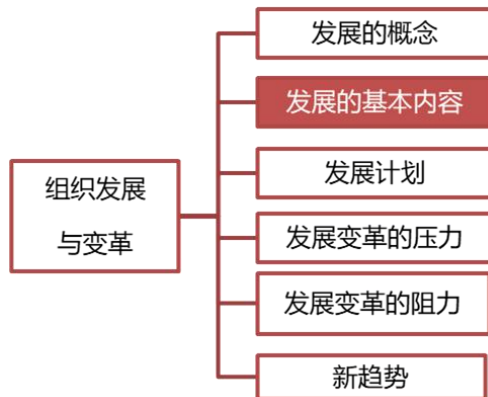 发展的概念
发展的基本内容
组织发展
与变革
发展计划
发展变革的压力
发展变革的阻力
新趋势